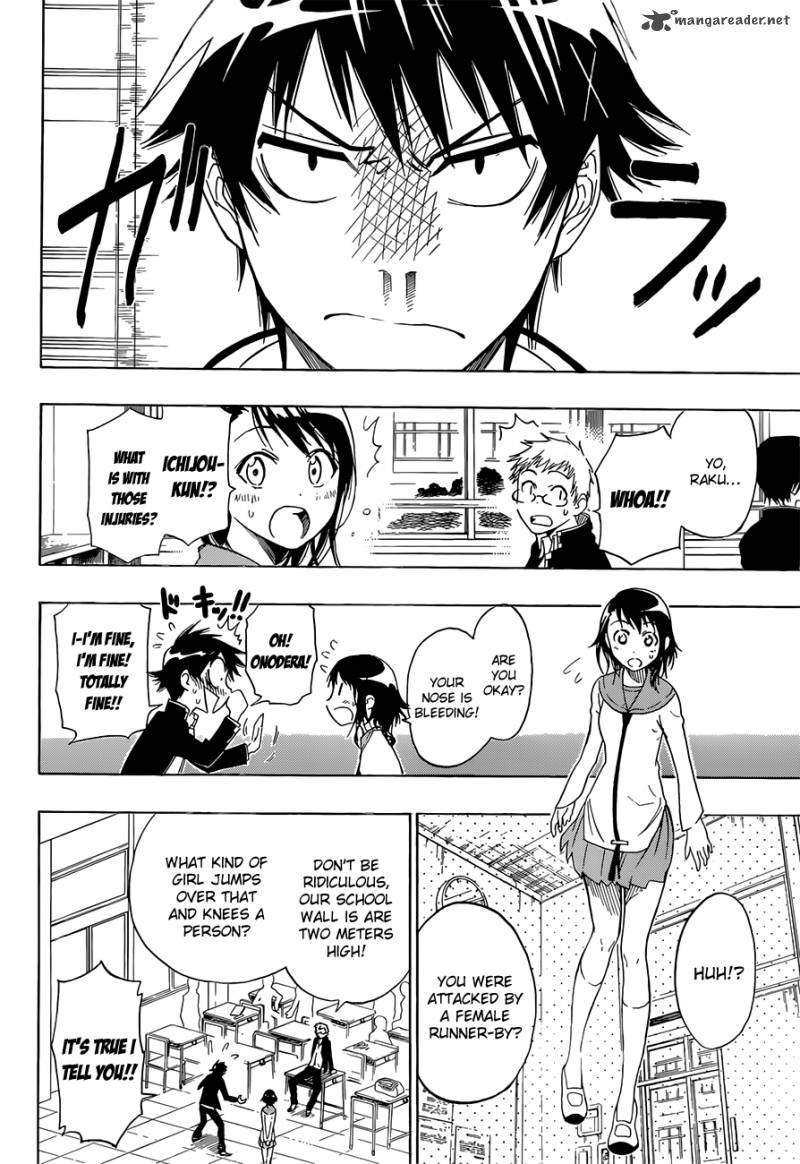 mangareader.net
ガラッ
YO,
RAKU...
WHOA!!
ICHIJOU-
KUN!?
WHAT
IS WITH
THOSE
INJURIES?
ARE
YOU
OKAY?
YOUR
NOSE IS
BLEEDING!
ドキッ!!
OH!
ONODERA!
I-I'M FINE,
I'M FINE!
TOTALLY
FINE!!
HUH!?
YOU WERE
ATTACKED BY
A FEMALE
RUNNER-BY?
DON'T BE
RIDICULOUS,
OUR SCHOOL
WALL IS ARE
TWO METERS
HIGH!
WHAT KIND OF
GIRL JUMPS
OVER THAT
AND KNEES A
PERSON?
IT'S TRUE I
TELL YOU!!